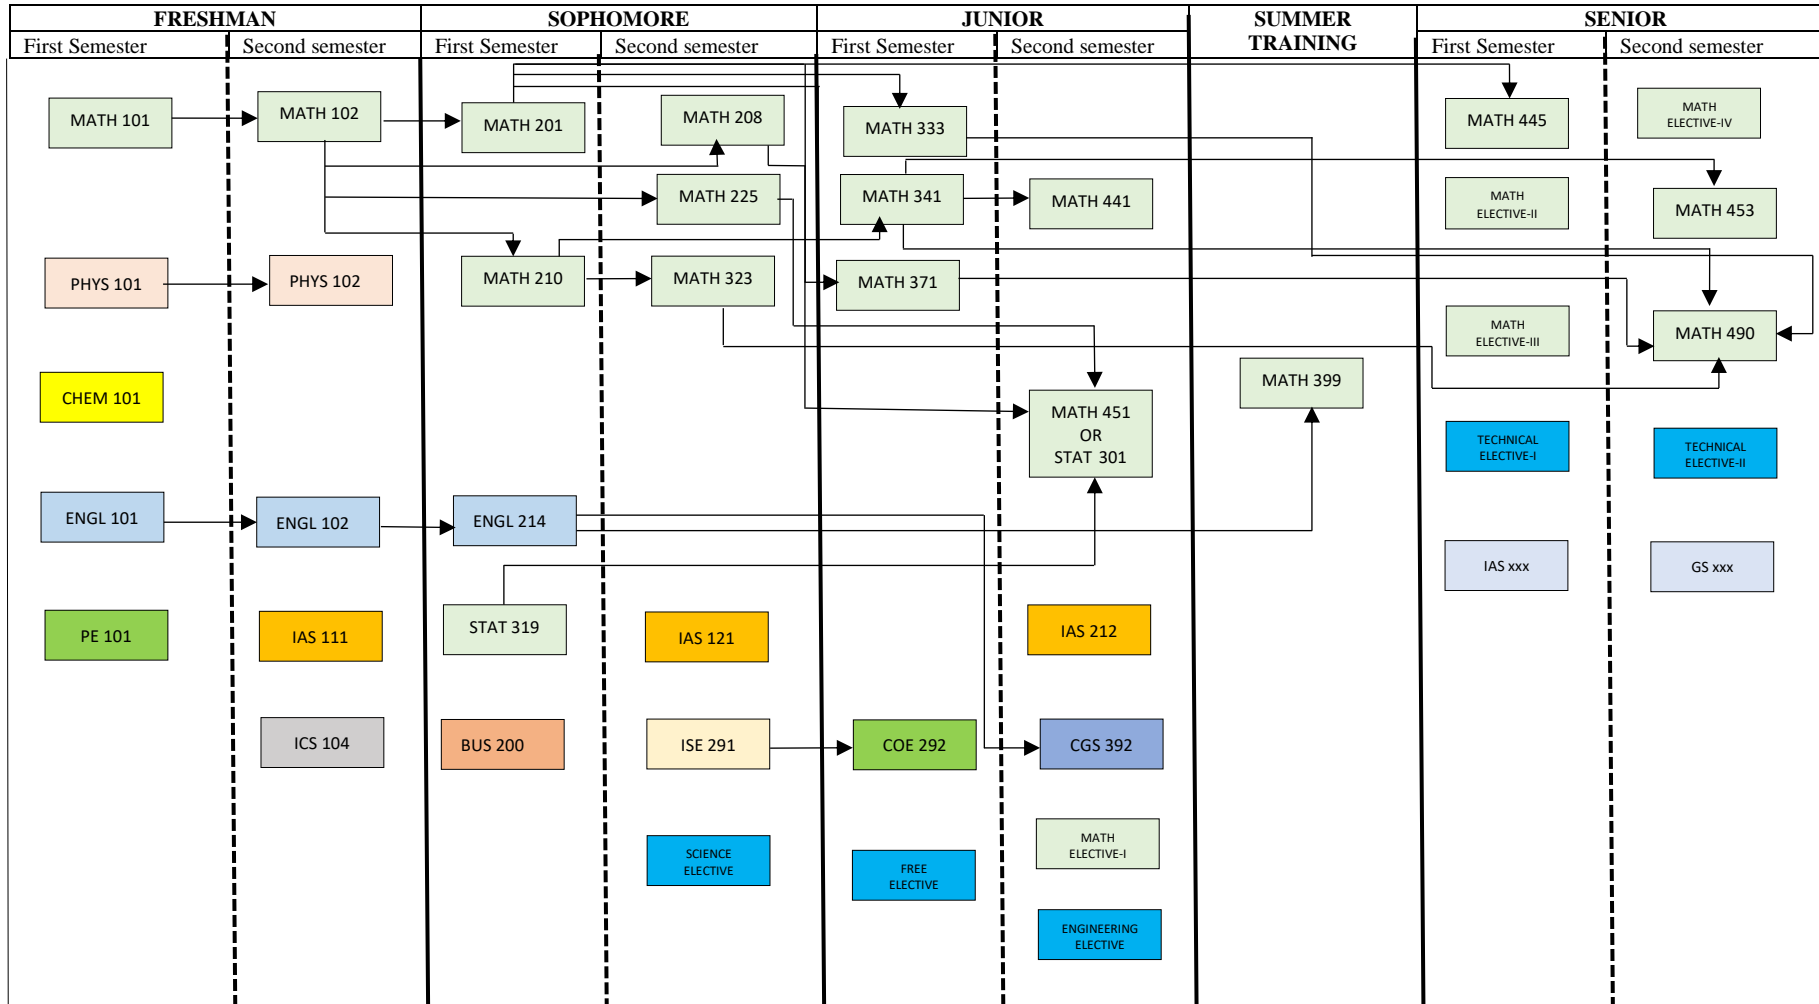 FRESHMAN
SOPHOMORE
JUNIOR
SUMMER
TRAINING
SENIOR
First Semester
Second semester
First Semester
Second semester
First Semester
Second semester
First Semester
Second semester
MATH 101
MATH 102
MATH 201
MATH 208
MATH 333
MATH 445
MATH
ELECTIVE-IV
MATH 225
MATH 341
MATH 441
MATH
ELECTIVE-II
MATH 453
PHYS 101
PHYS 102
MATH 210
MATH 323
MATH 371
MATH
ELECTIVE-III
MATH 490
CHEM 101
MATH 451
OR
STAT 301
MATH 399
TECHNICAL
ELECTIVE-I
TECHNICAL
ELECTIVE-II
ENGL 101
ENGL 102
ENGL 214
IAS xxx
GS xxx
PE 101
IAS 111
STAT 319
IAS 121
IAS 212
ICS 104
BUS 200
ISE 291
COE 292
CGS 392
SCIENCE
ELECTIVE
FREE
ELECTIVE
MATH
ELECTIVE-I
ENGINEERING
ELECTIVE